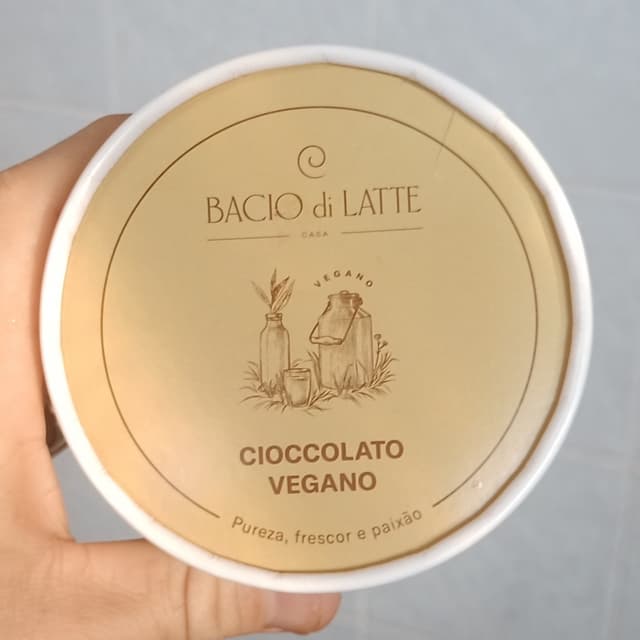 BACIO di LATTE
CASA
VEGANO
CIOCCOLATO
VEGANO
Pureza, frescor e paixão